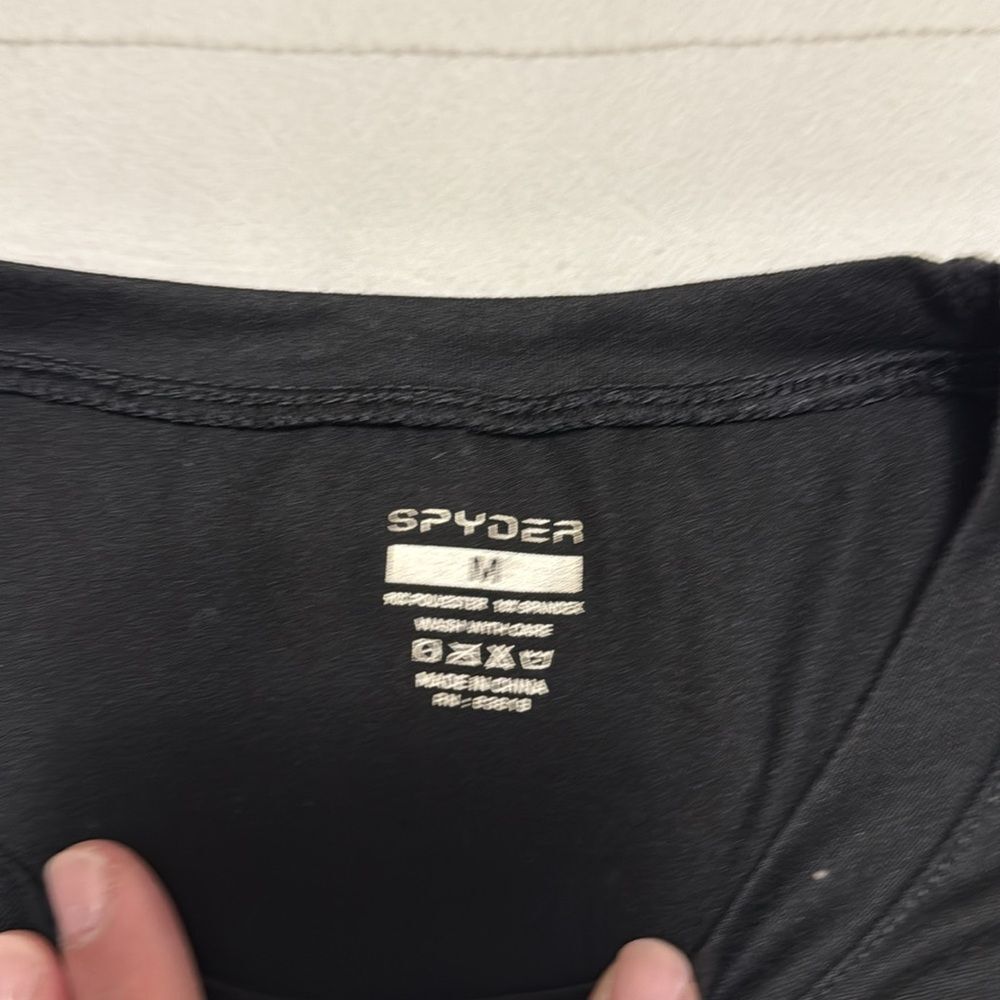 SPYDER
M
POLYESTER SPANDEX
WASH WITH CARE
MADE IN CHINA